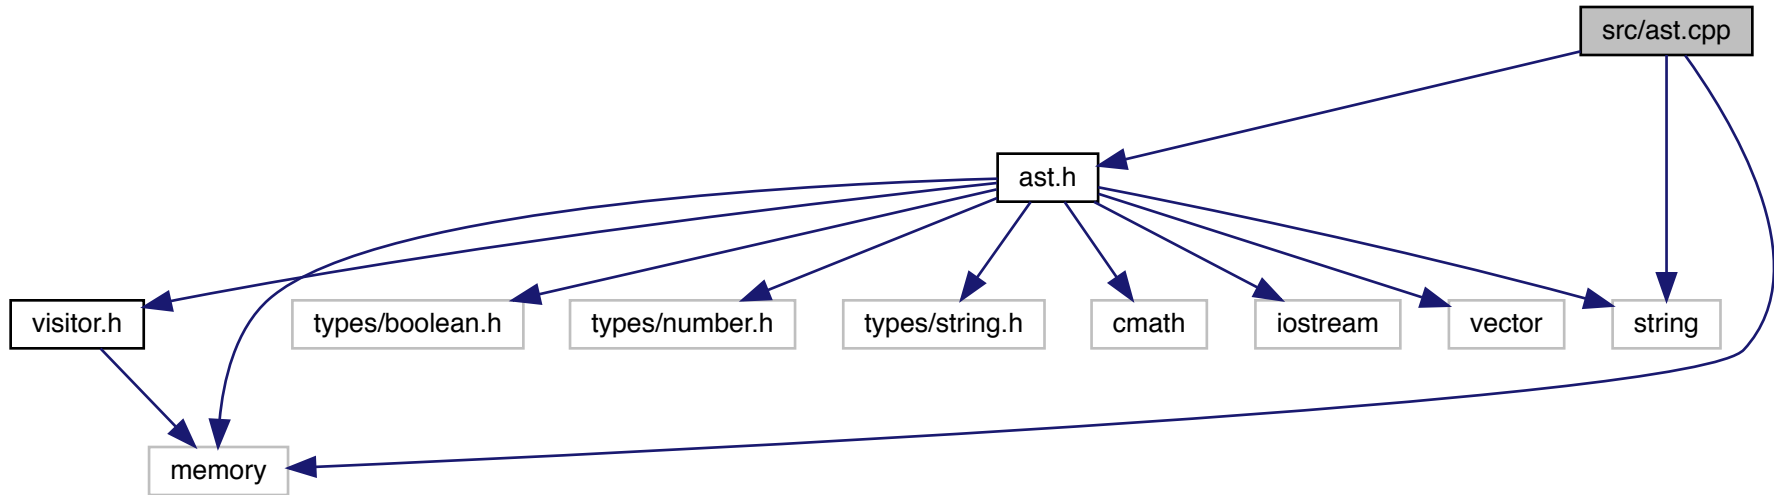 src/ast.cpp
ast.h
visitor.h
types/boolean.h
types/number.h
types/string.h
cmath
iostream
vector
string
memory